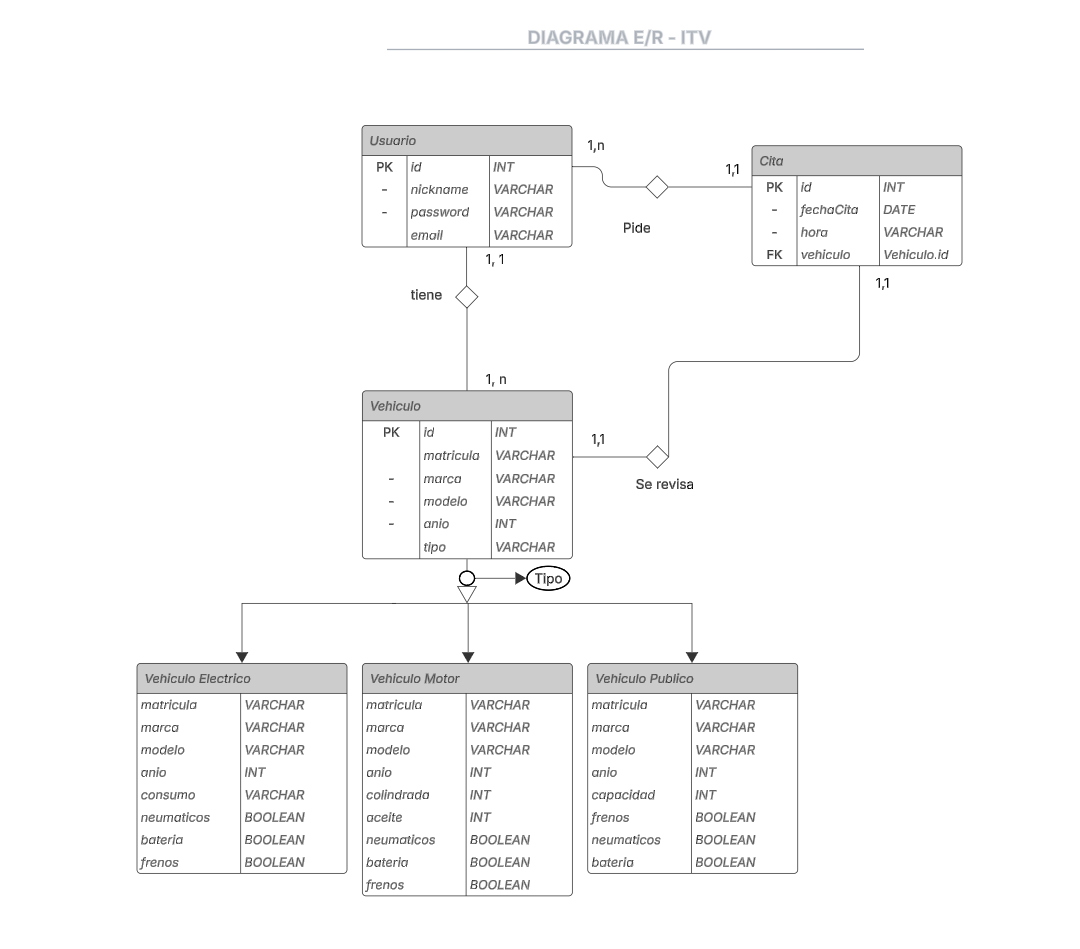 DIAGRAMA E/R - ITV
Usuario
PK id INT
- nickname VARCHAR
- password VARCHAR
email VARCHAR
1,n
1,1
Pide
Cita
PK id INT
- fechaCita DATE
- hora VARCHAR
FK vehiculo Vehiculo.id
1, 1
tiene
1, n
1,1
Vehiculo
PK id INT
matricula VARCHAR
- marca VARCHAR
- modelo VARCHAR
- anio INT
tipo VARCHAR
1,1
Se revisa
Tipo
Vehiculo Electrico
matricula VARCHAR
marca VARCHAR
modelo VARCHAR
anio INT
consumo VARCHAR
neumaticos BOOLEAN
bateria BOOLEAN
frenos BOOLEAN
Vehiculo Motor
matricula VARCHAR
marca VARCHAR
modelo VARCHAR
anio INT
colindrada INT
aceite INT
neumaticos BOOLEAN
bateria BOOLEAN
frenos BOOLEAN
Vehiculo Publico
matricula VARCHAR
marca VARCHAR
modelo VARCHAR
anio INT
capacidad INT
frenos BOOLEAN
neumaticos BOOLEAN
bateria BOOLEAN